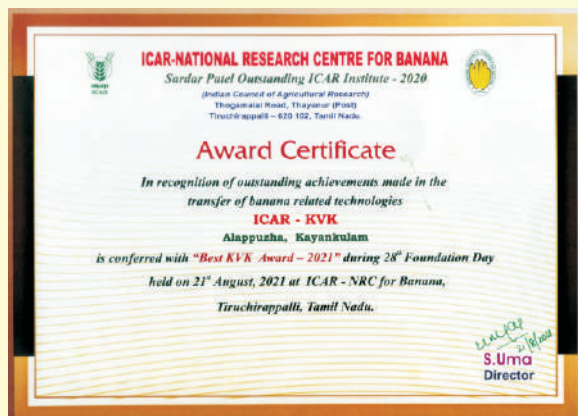 ICAR-NATIONAL RESEARCH CENTRE FOR BANANA
Sardar Patel Outstanding ICAR Institute - 2020
(Indian Council of Agricultural Research)
Thogamalai Road, Thayanur (Post)
Tiruchirappalli – 620 102, Tamil Nadu.
Award Certificate
In recognition of outstanding achievements made in the
transfer of banana related technologies
ICAR - KVK
Alappuzha, Kayankulam
is conferred with “Best KVK Award – 2021” during 28th Foundation Day
held on 21st August, 2021 at ICAR - NRC for Banana,
Tiruchirappalli, Tamil Nadu.
21/8/2021
S.Uma
Director